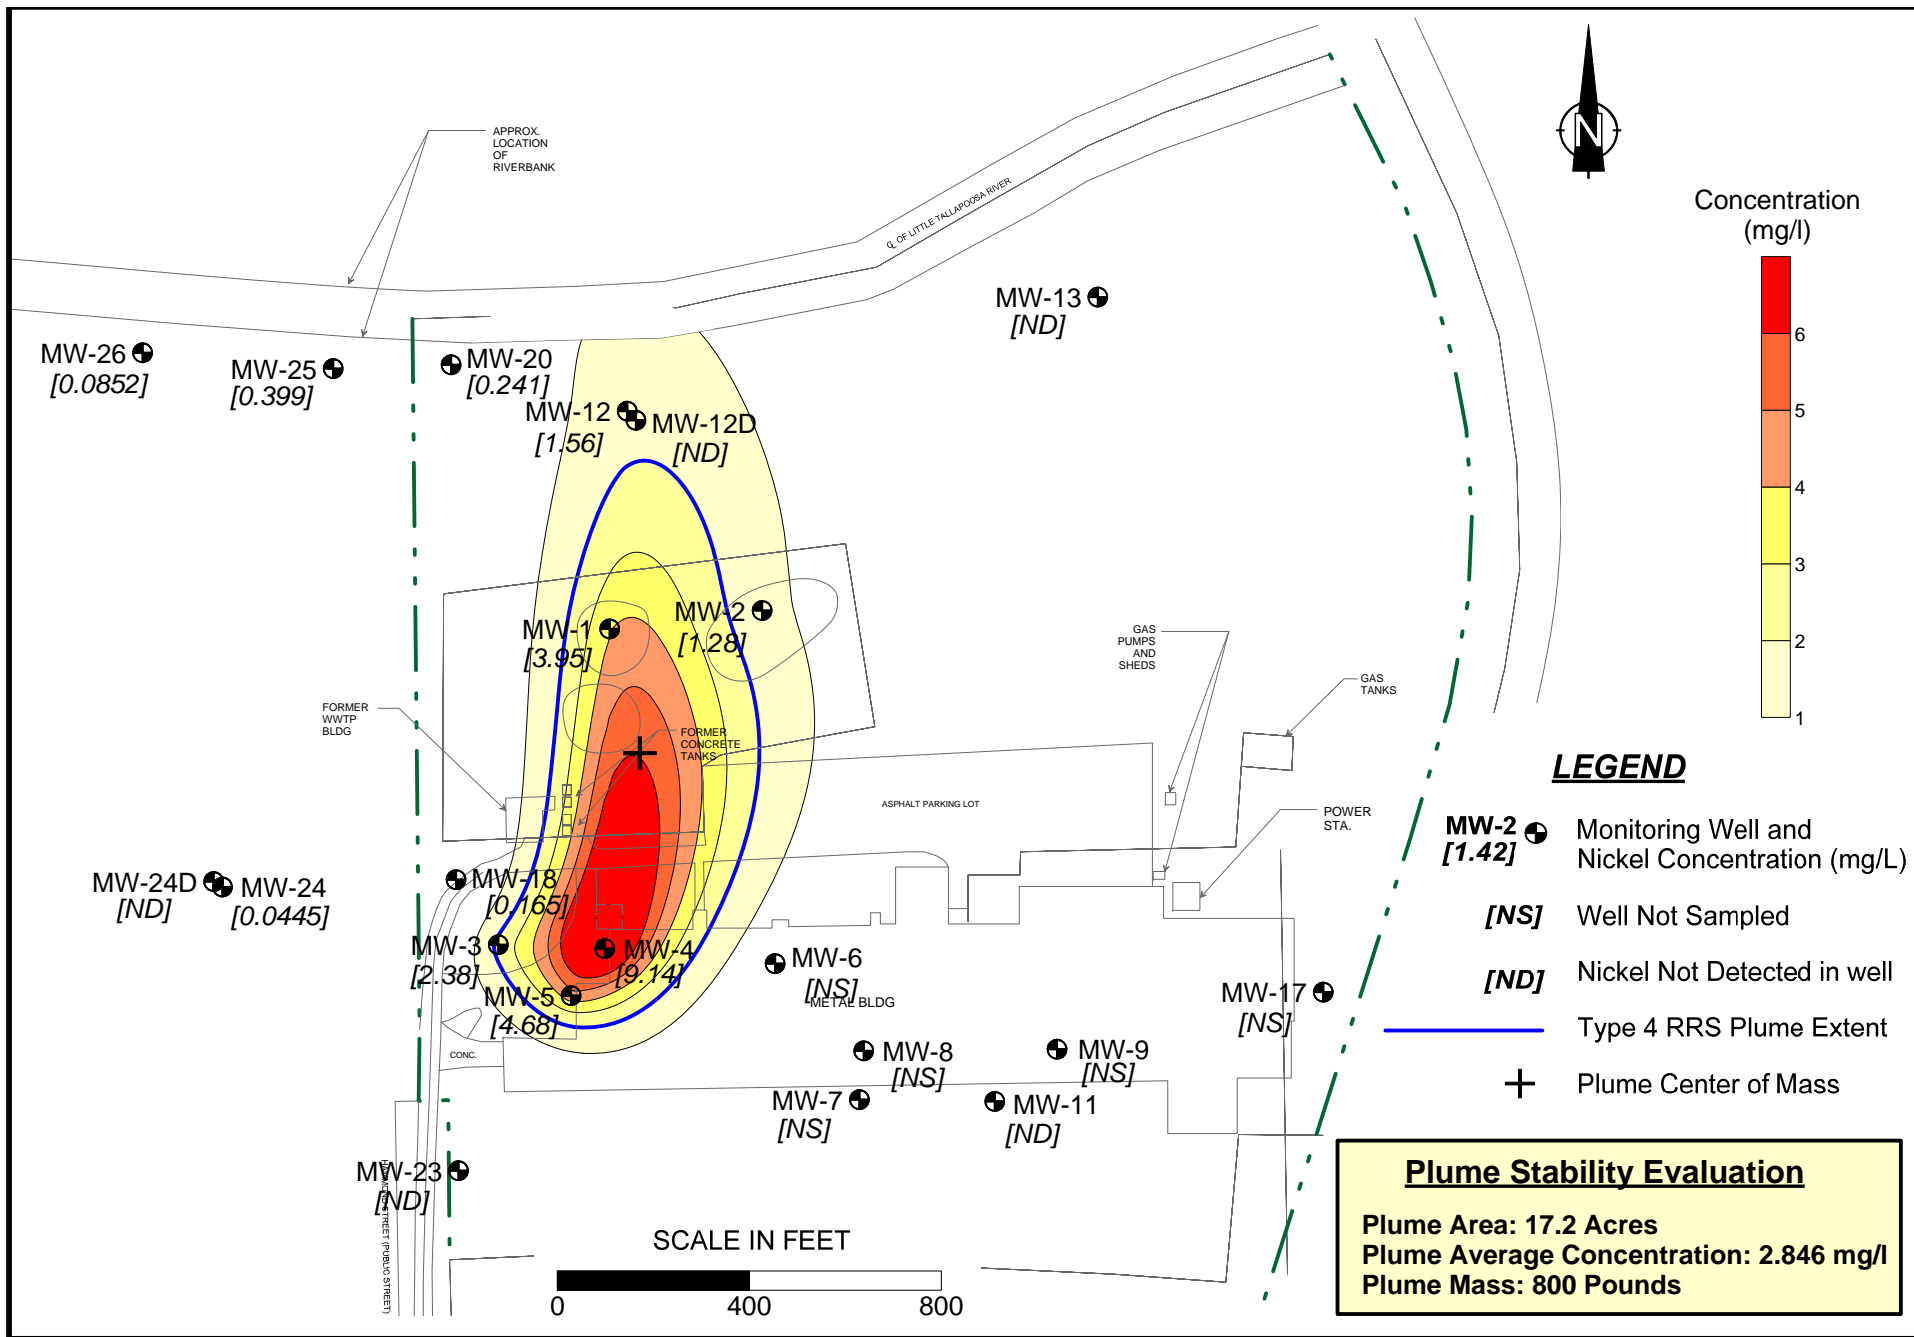 APPROX.
LOCATION
OF
RIVERBANK
℄ OF LITTLE TALLAPOOSA RIVER
N
Concentration
(mg/l)
6
5
4
3
2
1
MW-13
[ND]
MW-26
[0.0852]
MW-25
[0.399]
MW-20
[0.241]
MW-12
[1.56]
MW-12D
[ND]
MW-2
[1.28]
MW-1
[3.95]
GAS
PUMPS
AND
SHEDS
GAS
TANKS
FORMER
WWTP
BLDG
FORMER
CONCRETE
TANKS
ASPHALT PARKING LOT
POWER
STA.
MW-24D
[ND]
MW-24
[0.0445]
MW-18
[0.165]
MW-3
[2.38]
MW-4
[9.14]
MW-5
[4.68]
MW-6
[NS]
METAL BLDG
MW-17
[NS]
CONC.
MW-8
[NS]
MW-9
[NS]
MW-7
[NS]
MW-11
[ND]
MW-23
[ND]
HAMMOND STREET (PUBLIC STREET)
SCALE IN FEET
0 400 800
LEGEND
MW-2
[1.42]
Monitoring Well and
Nickel Concentration (mg/L)
[NS] Well Not Sampled
[ND] Nickel Not Detected in well
Type 4 RRS Plume Extent
Plume Center of Mass
Plume Stability Evaluation
Plume Area: 17.2 Acres
Plume Average Concentration: 2.846 mg/l
Plume Mass: 800 Pounds